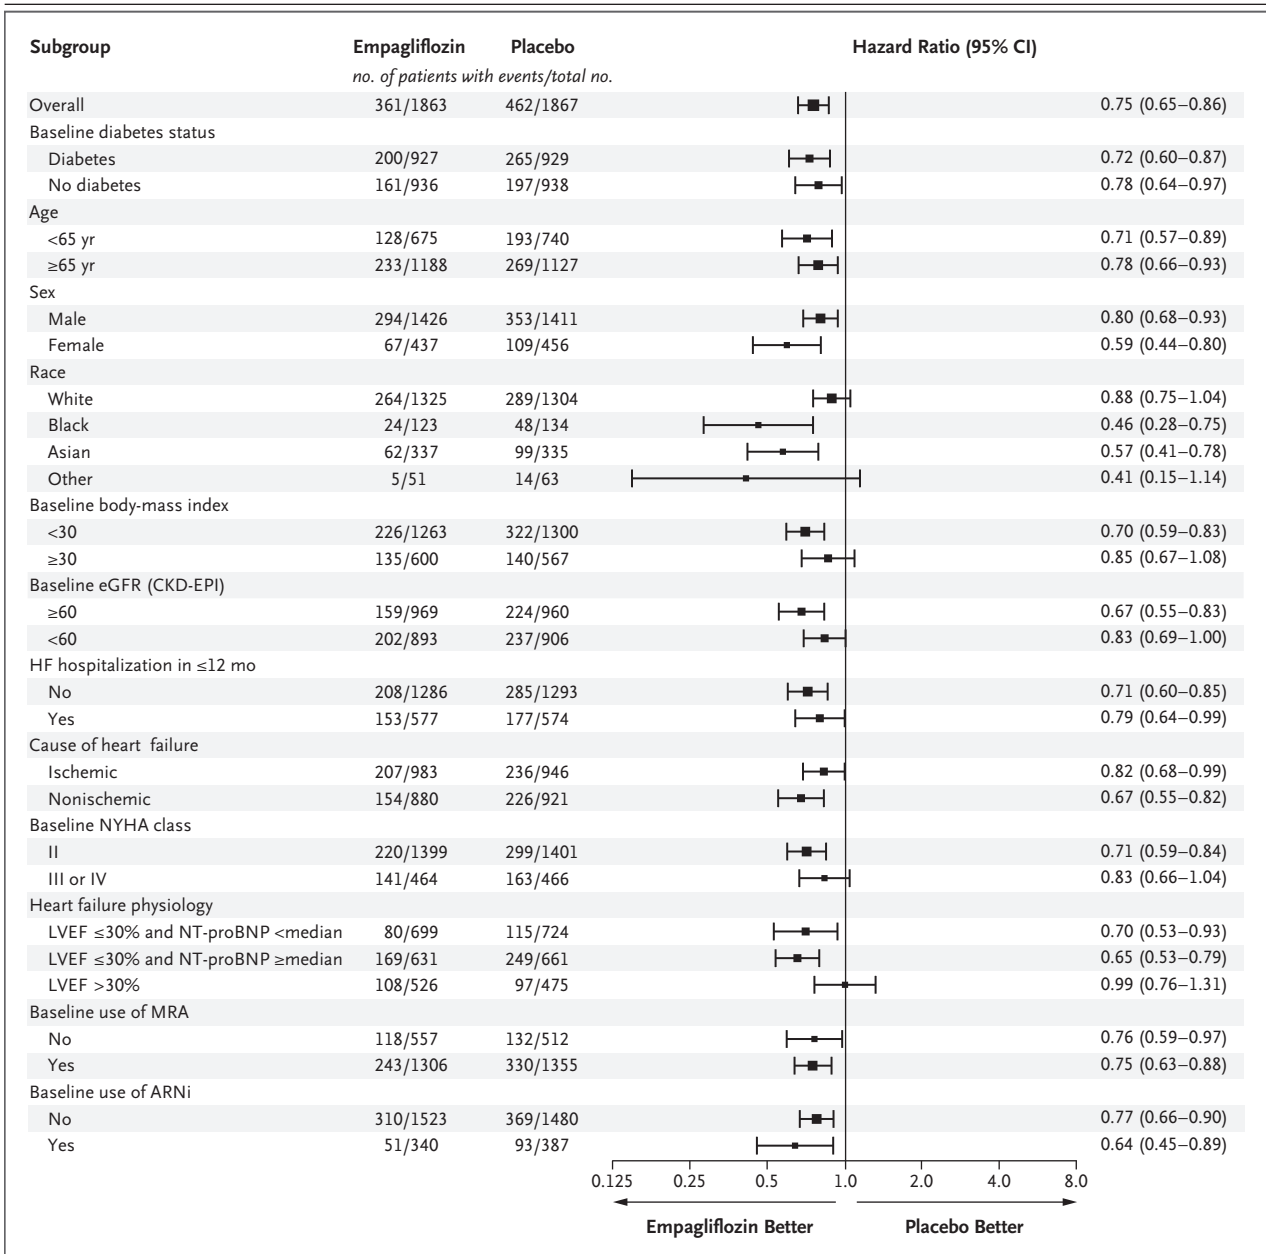 Subgroup Empagliflozin Placebo Hazard Ratio (95% CI)
no. of patients with events/total no.
Overall 361/1863 462/1867 0.75 (0.65–0.86)
Baseline diabetes status
Diabetes 200/927 265/929 0.72 (0.60–0.87)
No diabetes 161/936 197/938 0.78 (0.64–0.97)
Age
<65 yr 128/675 193/740 0.71 (0.57–0.89)
≥65 yr 233/1188 269/1127 0.78 (0.66–0.93)
Sex
Male 294/1426 353/1411 0.80 (0.68–0.93)
Female 67/437 109/456 0.59 (0.44–0.80)
Race
White 264/1325 289/1304 0.88 (0.75–1.04)
Black 24/123 48/134 0.46 (0.28–0.75)
Asian 62/337 99/335 0.57 (0.41–0.78)
Other 5/51 14/63 0.41 (0.15–1.14)
Baseline body-mass index
<30 226/1263 322/1300 0.70 (0.59–0.83)
≥30 135/600 140/567 0.85 (0.67–1.08)
Baseline eGFR (CKD-EPI)
≥60 159/969 224/960 0.67 (0.55–0.83)
<60 202/893 237/906 0.83 (0.69–1.00)
HF hospitalization in ≤12 mo
No 208/1286 285/1293 0.71 (0.60–0.85)
Yes 153/577 177/574 0.79 (0.64–0.99)
Cause of heart failure
Ischemic 207/983 236/946 0.82 (0.68–0.99)
Nonischemic 154/880 226/921 0.67 (0.55–0.82)
Baseline NYHA class
II 220/1399 299/1401 0.71 (0.59–0.84)
III or IV 141/464 163/466 0.83 (0.66–1.04)
Heart failure physiology
LVEF ≤30% and NT-proBNP <median 80/699 115/724 0.70 (0.53–0.93)
LVEF ≤30% and NT-proBNP ≥median 169/631 249/661 0.65 (0.53–0.79)
LVEF >30% 108/526 97/475 0.99 (0.76–1.31)
Baseline use of MRA
No 118/557 132/512 0.76 (0.59–0.97)
Yes 243/1306 330/1355 0.75 (0.63–0.88)
Baseline use of ARNi
No 310/1523 369/1480 0.77 (0.66–0.90)
Yes 51/340 93/387 0.64 (0.45–0.89)
0.125 0.25 0.5 1.0 2.0 4.0 8.0
Empagliflozin Better Placebo Better